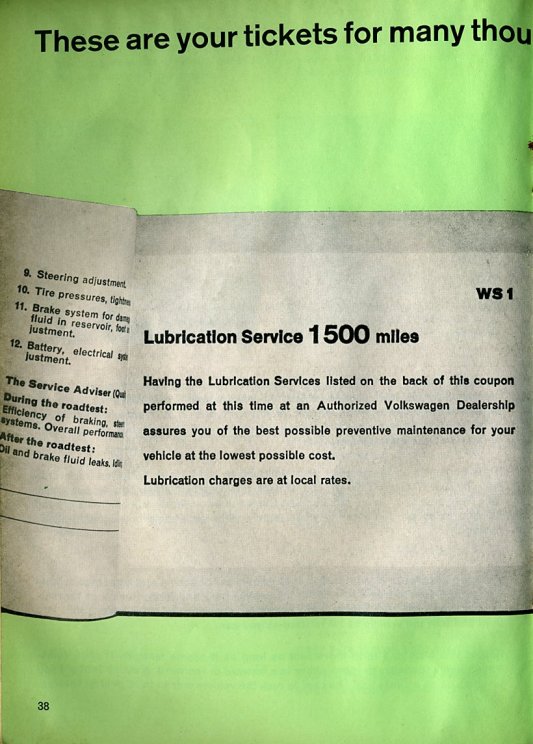 These are your tickets for many thou
9. Steering adjustment.
10. Tire pressures, tightne
11. Brake system for damag
fluid in reservoir, foot a
justment.
12. Battery, electrical syste
justment.
The Service Adviser (Qual
During the roadtest:
Efficiency of braking, steer
systems. Overall performanc
After the roadtest:
Oil and brake fluid leaks. Idlin
WS 1
Lubrication Service 1500 miles
Having the Lubrication Services listed on the back of this coupon
performed at this time at an Authorized Volkswagen Dealership
assures you of the best possible preventive maintenance for your
vehicle at the lowest possible cost.
Lubrication charges are at local rates.
38